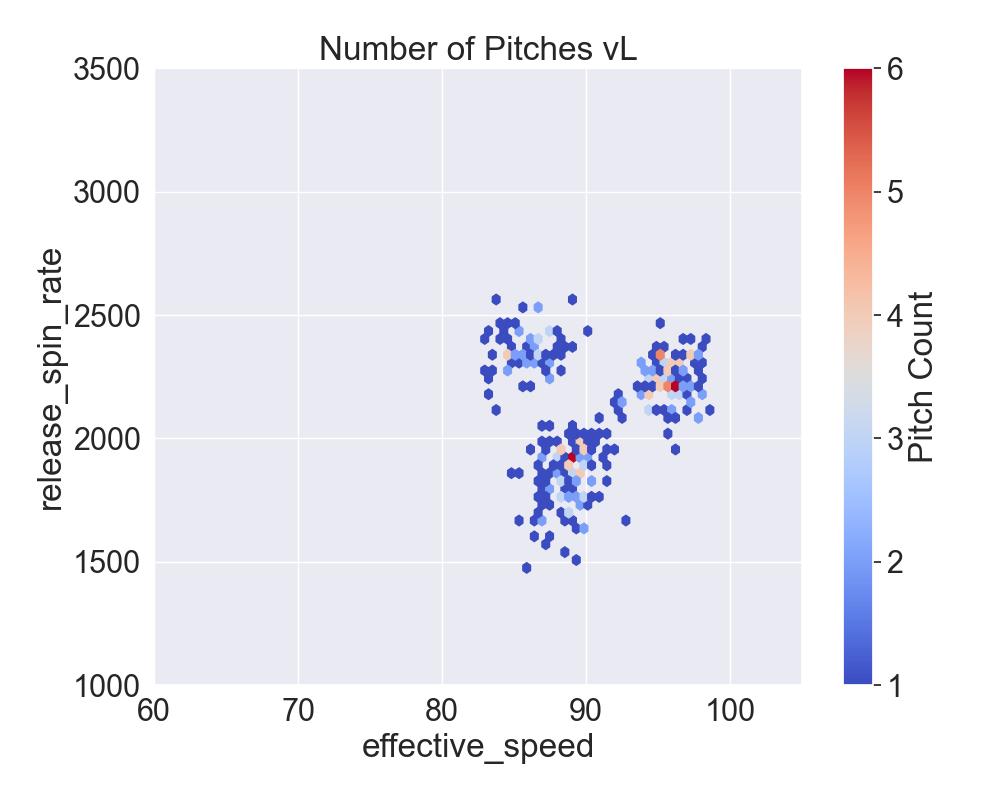 Number of Pitches vL
3500
3000
2500
2000
1500
1000
release_spin_rate
60 70 80 90 100
effective_speed
6
5
4
3
2
1
Pitch Count